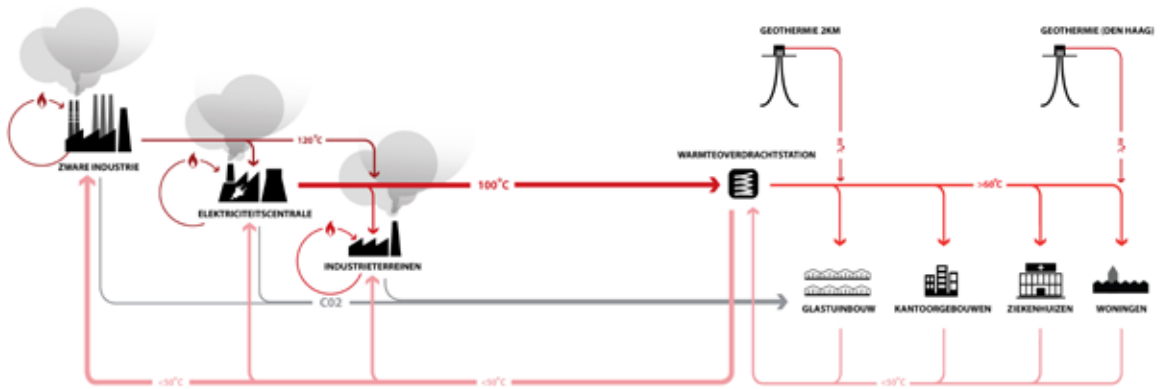 GEOTHERMIE 2KM
GEOTHERMIE (DEN HAAG)
120°C
ZWARE INDUSTRIE
WARMTEOVERDRACHTSTATION
100°C
>60°C
ELEKTRICITEITSCENTRALE
INDUSTRIETERREINEN
CO2
GLASTUINBOUW
KANTOORGEBOUWEN
ZIEKENHUIZEN
WONINGEN
<50°C
<50°C
<50°C